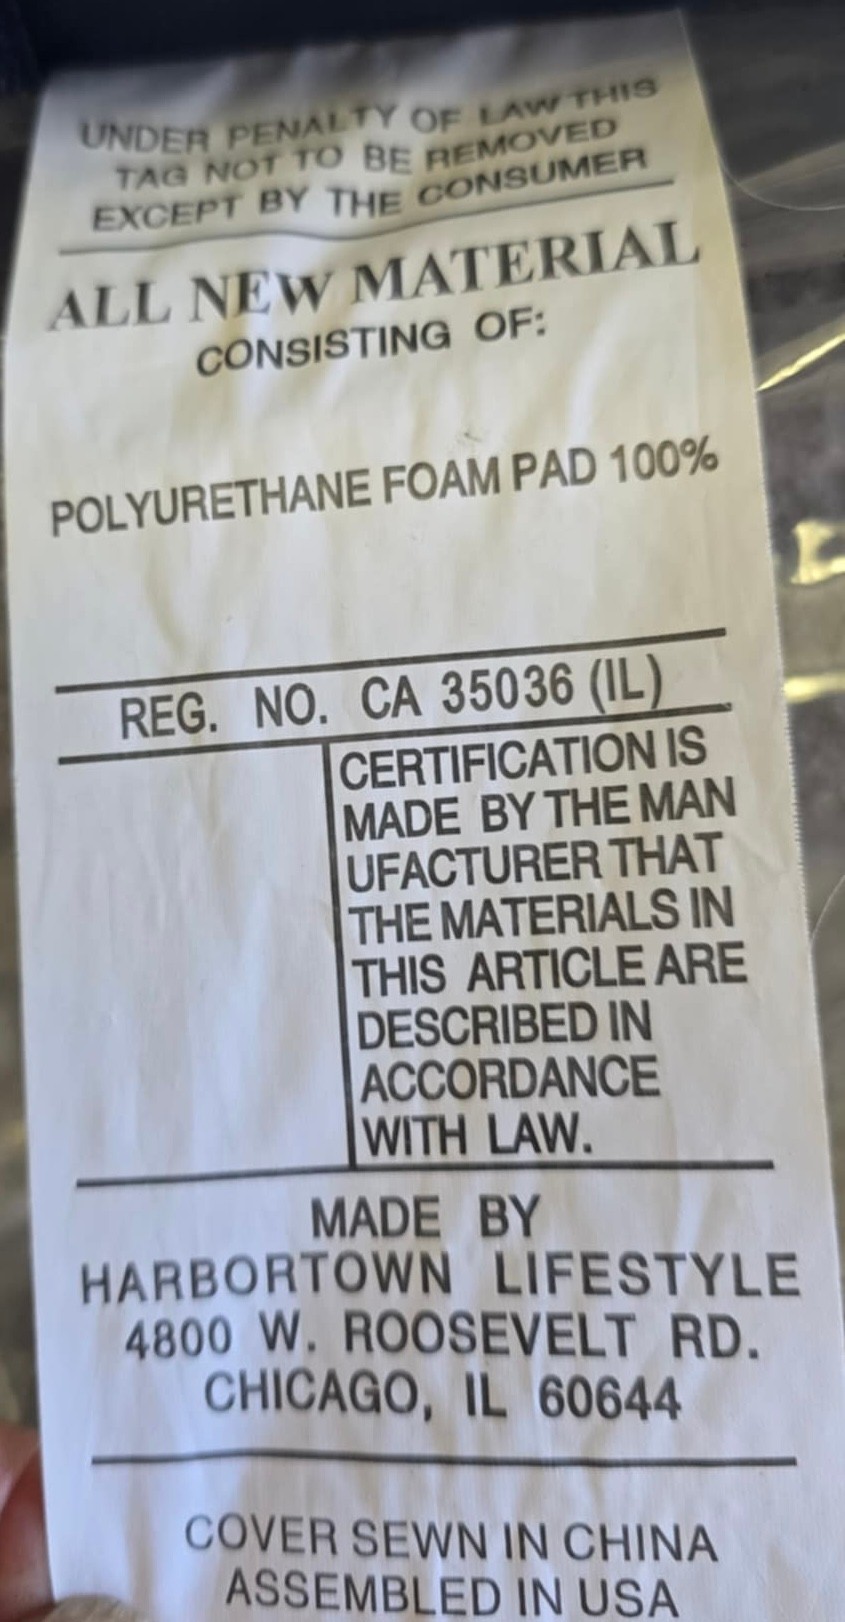 UNDER PENALTY OF LAW THIS
TAG NOT TO BE REMOVED
EXCEPT BY THE CONSUMER
ALL NEW MATERIAL
CONSISTING OF:
POLYURETHANE FOAM PAD 100%
REG. NO. CA 35036 (IL)
CERTIFICATION IS
MADE BY THE MAN
UFACTURER THAT
THE MATERIALS IN
THIS ARTICLE ARE
DESCRIBED IN
ACCORDANCE
WITH LAW.
MADE BY
HARBORTOWN LIFESTYLE
4800 W. ROOSEVELT RD.
CHICAGO, IL 60644
COVER SEWN IN CHINA
ASSEMBLED IN USA